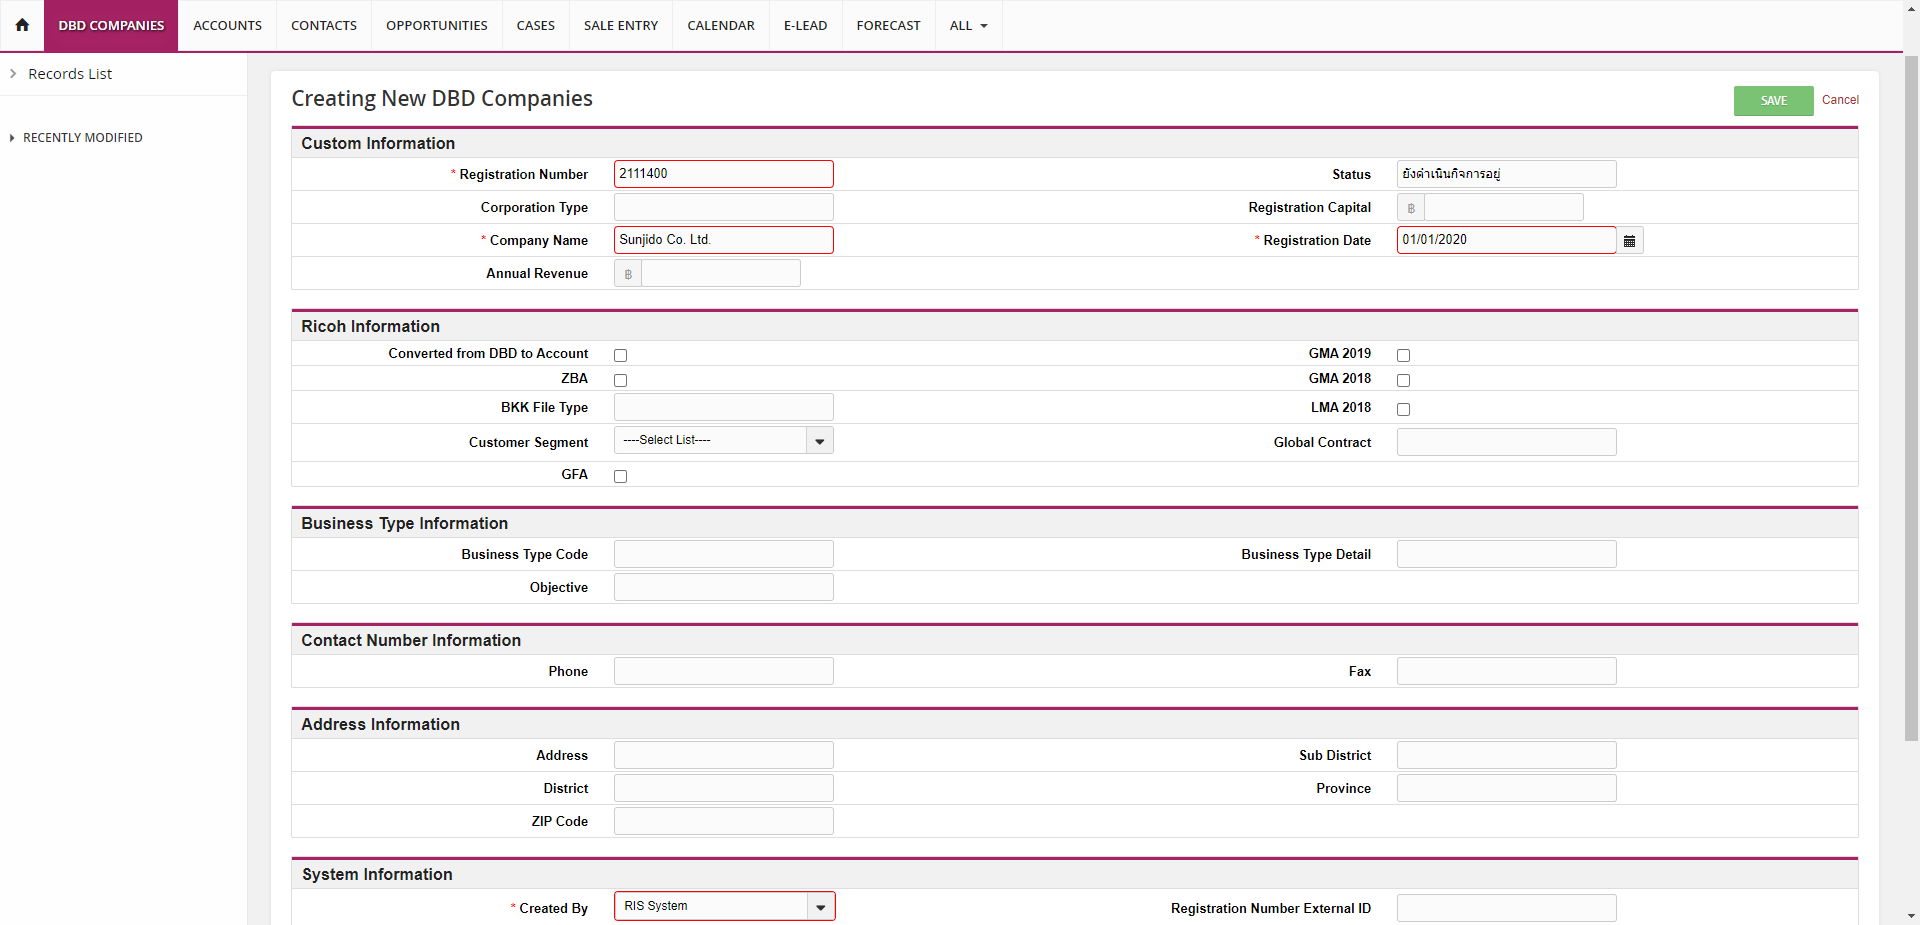 DBD COMPANIES ACCOUNTS CONTACTS OPPORTUNITIES CASES SALE ENTRY CALENDAR E-LEAD FORECAST ALL
Records List
RECENTLY MODIFIED
Creating New DBD Companies
SAVE Cancel
Custom Information
* Registration Number 2111400 Status ยังดำเนินกิจการอยู่
Corporation Type Registration Capital ฿
* Company Name Sunjido Co. Ltd. * Registration Date 01/01/2020
Annual Revenue ฿
Ricoh Information
Converted from DBD to Account GMA 2019
ZBA GMA 2018
BKK File Type LMA 2018
Customer Segment ----Select List---- Global Contract
GFA
Business Type Information
Business Type Code Business Type Detail
Objective
Contact Number Information
Phone Fax
Address Information
Address Sub District
District Province
ZIP Code
System Information
* Created By RIS System Registration Number External ID